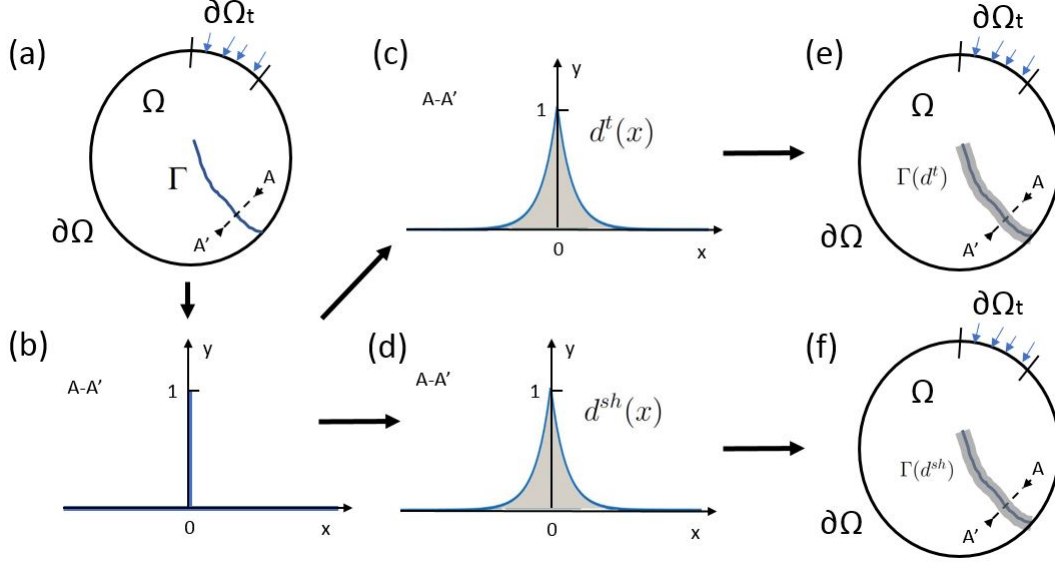 (a)
∂Ωt
Ω
Γ
A
A'
∂Ω
(b)
A-A'
y
1
0
x
(c)
A-A'
y
1
d^t(x)
0
x
(d)
A-A'
y
1
d^{sh}(x)
0
x
(e)
∂Ωt
Ω
Γ(d^t)
A
A'
∂Ω
(f)
∂Ωt
Ω
Γ(d^{sh})
A
A'
∂Ω